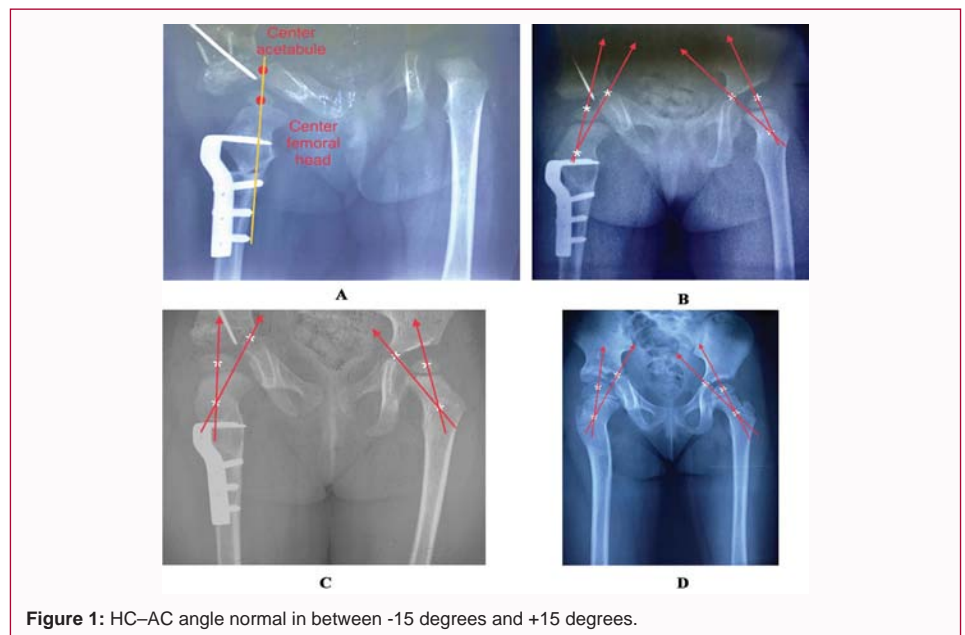 Center
acetabule
Center
femoral
head
A
B
C
D
Figure 1: HC–AC angle normal in between -15 degrees and +15 degrees.